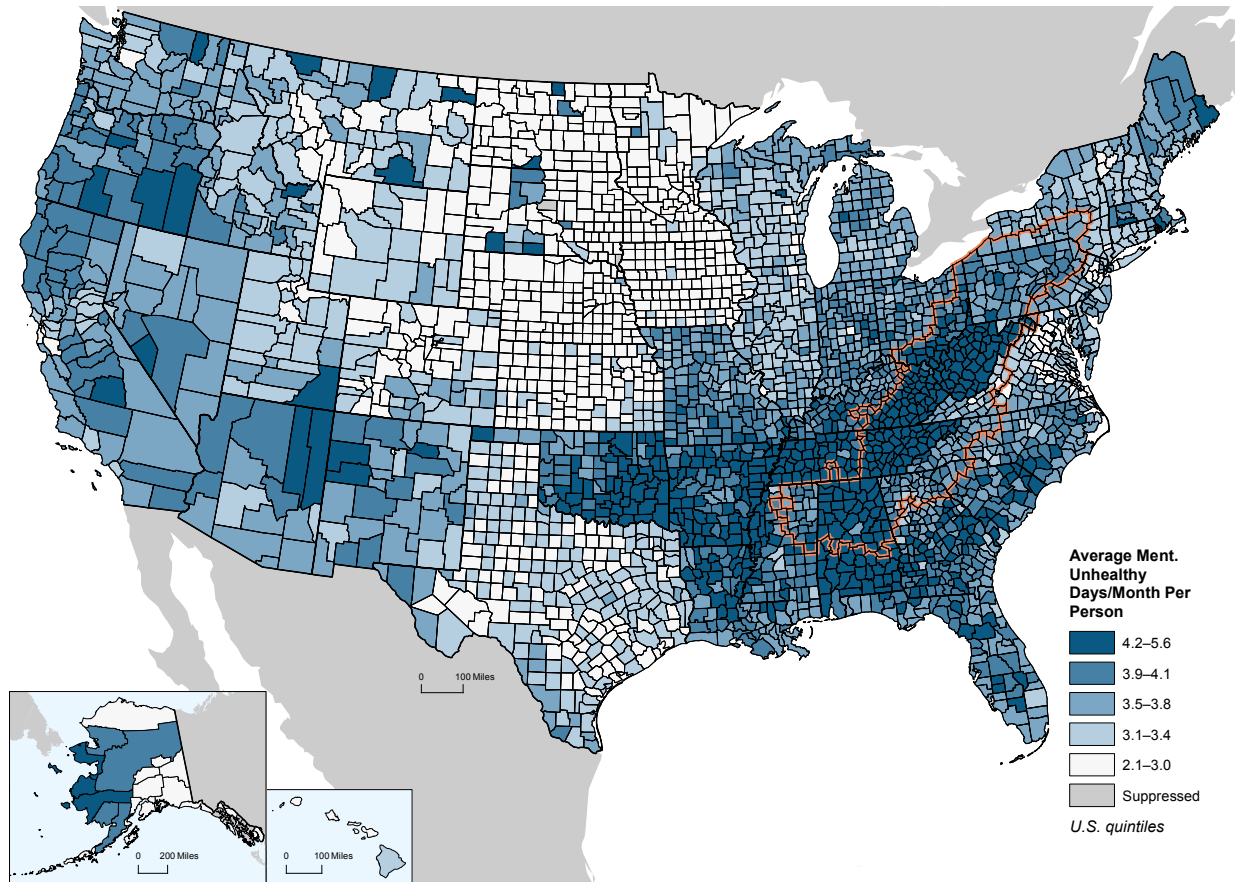 Average Ment.
Unhealthy
Days/Month Per
Person
4.2–5.6
3.9–4.1
3.5–3.8
3.1–3.4
2.1–3.0
Suppressed
U.S. quintiles
0 100 Miles
0 200 Miles
0 100 Miles